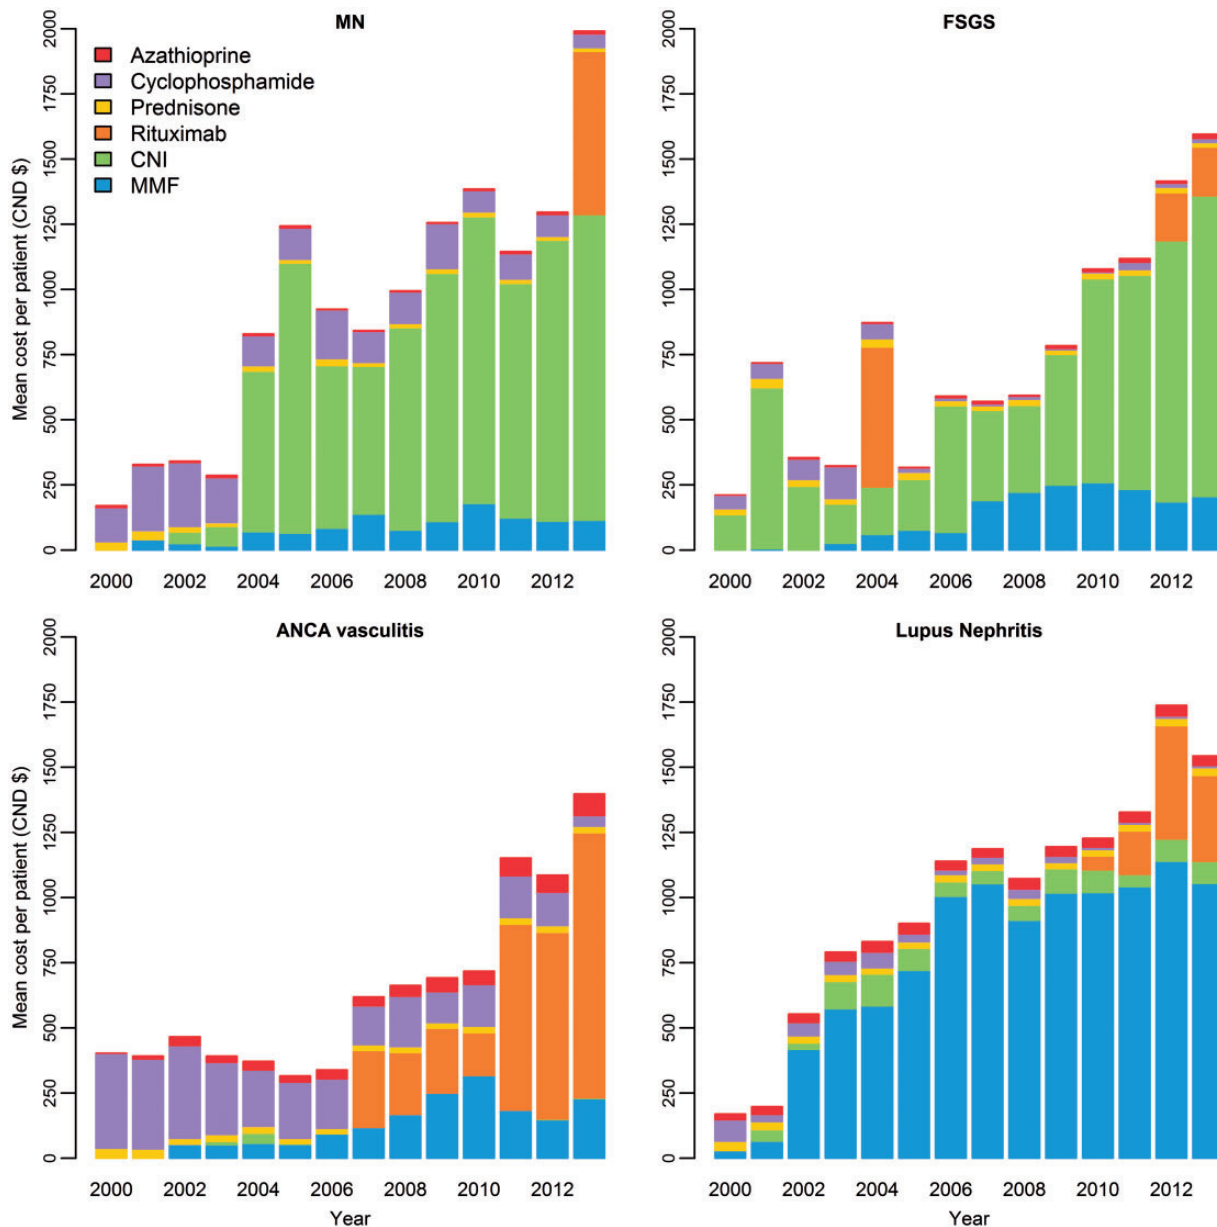 MN
Mean cost per patient (CND $)
0 250 500 750 1000 1250 1500 1750 2000
Azathioprine
Cyclophosphamide
Prednisone
Rituximab
CNI
MMF
2000 2002 2004 2006 2008 2010 2012
FSGS
0 250 500 750 1000 1250 1500 1750 2000
2000 2002 2004 2006 2008 2010 2012
ANCA vasculitis
Mean cost per patient (CND $)
0 250 500 750 1000 1250 1500 1750 2000
2000 2002 2004 2006 2008 2010 2012
Year
Lupus Nephritis
0 250 500 750 1000 1250 1500 1750 2000
2000 2002 2004 2006 2008 2010 2012
Year